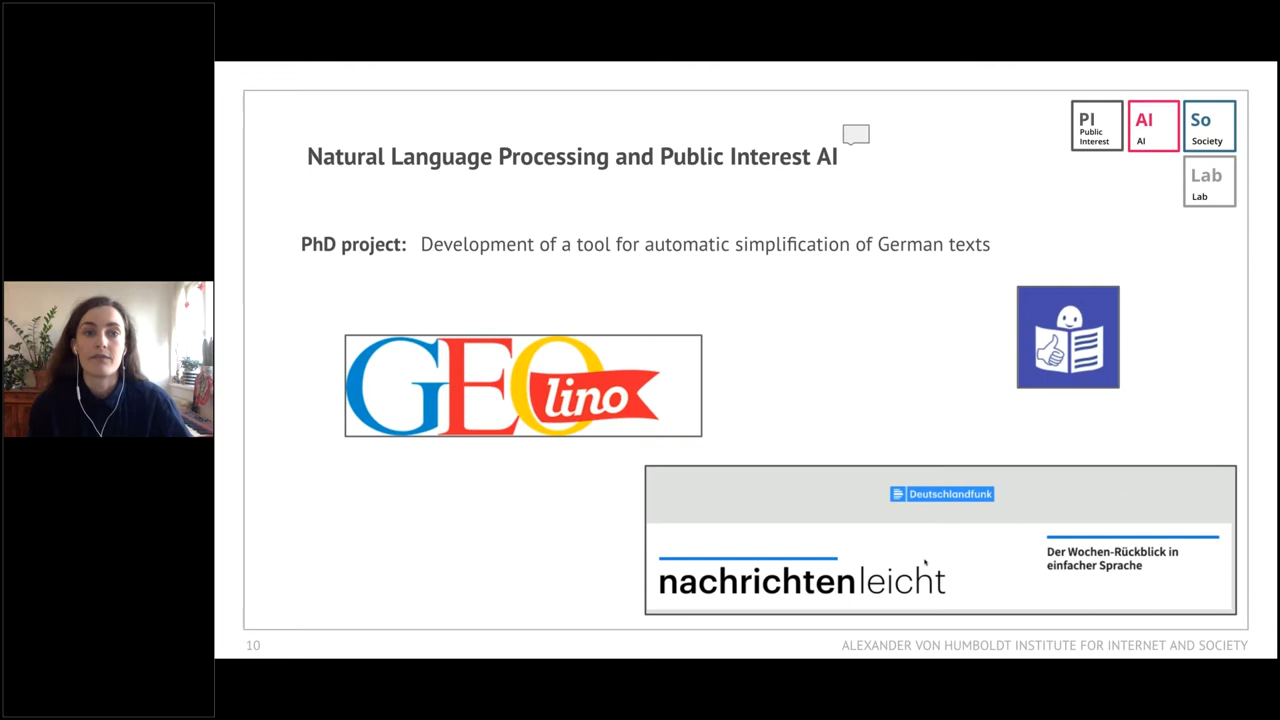 PI
Public
Interest
AI
AI
So
Society
Lab
Lab
Natural Language Processing and Public Interest AI
PhD project: Development of a tool for automatic simplification of German texts
GEO
lino
Deutschlandfunk
nachrichtenleicht
Der Wochen-Rückblick in
einfacher Sprache
10
ALEXANDER VON HUMBOLDT INSTITUTE FOR INTERNET AND SOCIETY